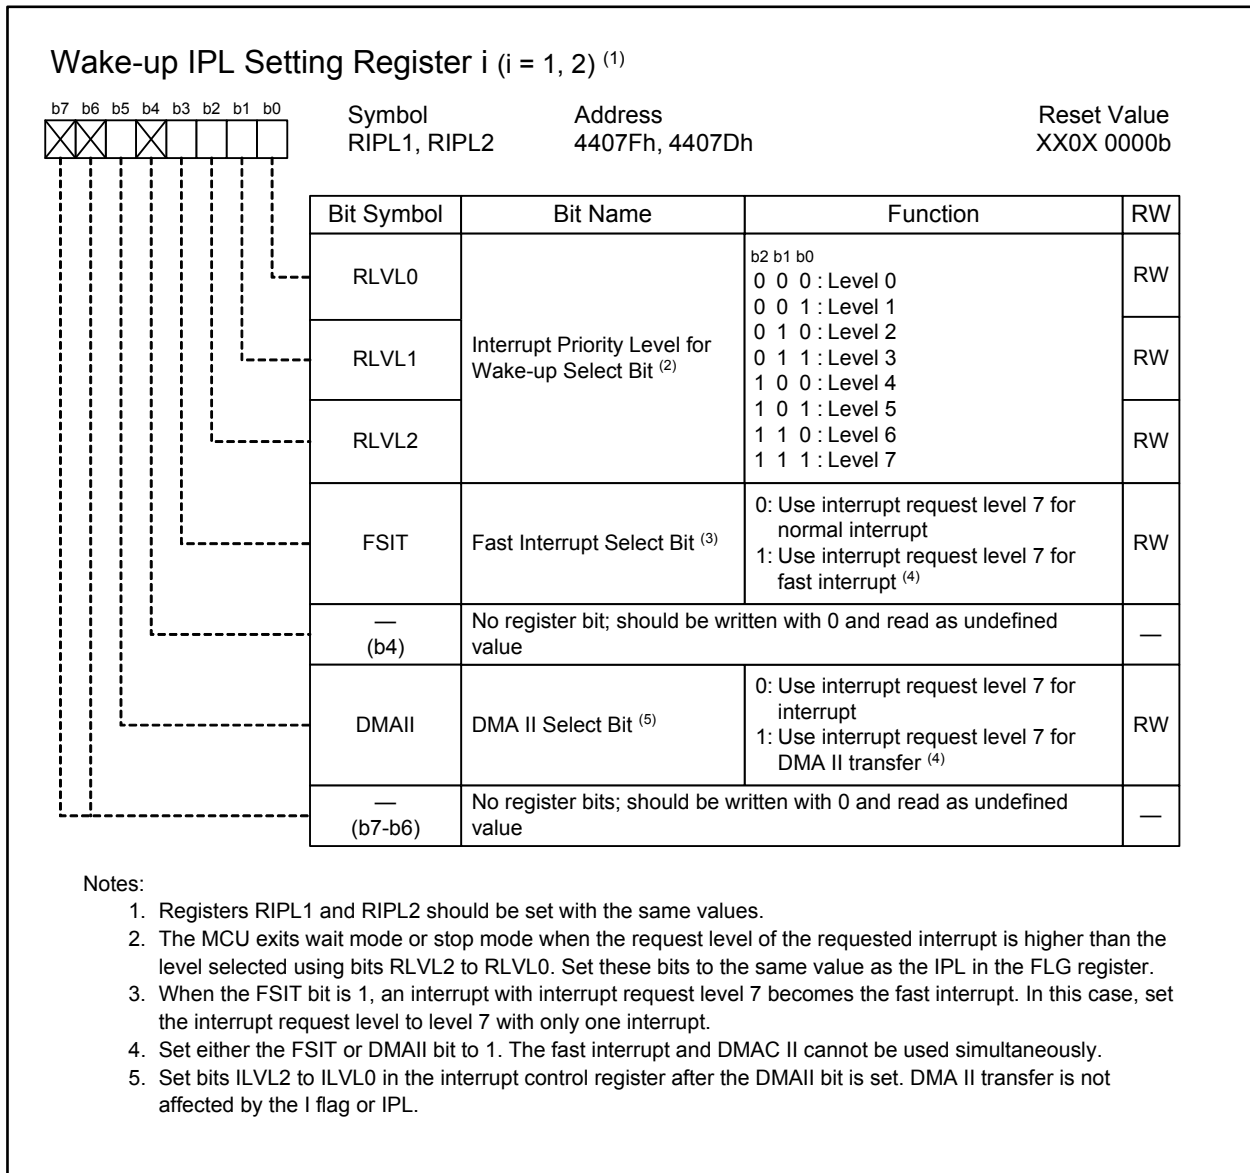 Wake-up IPL Setting Register i (i = 1, 2) (1)
b7 b6 b5 b4 b3 b2 b1 b0
Symbol Address Reset Value
RIPL1, RIPL2 4407Fh, 4407Dh XX0X 0000b
Bit Symbol Bit Name Function RW
RLVL0
RLVL1
RLVL2
Interrupt Priority Level for
Wake-up Select Bit (2)
b2 b1 b0
0 0 0 : Level 0
0 0 1 : Level 1
0 1 0 : Level 2
0 1 1 : Level 3
1 0 0 : Level 4
1 0 1 : Level 5
1 1 0 : Level 6
1 1 1 : Level 7
RW
RW
RW
FSIT
Fast Interrupt Select Bit (3)
0: Use interrupt request level 7 for
normal interrupt
1: Use interrupt request level 7 for
fast interrupt (4)
RW
—
(b4)
No register bit; should be written with 0 and read as undefined
value
—
DMAII
DMA II Select Bit (5)
0: Use interrupt request level 7 for
interrupt
1: Use interrupt request level 7 for
DMA II transfer (4)
RW
—
(b7-b6)
No register bits; should be written with 0 and read as undefined
value
—
Notes:
1. Registers RIPL1 and RIPL2 should be set with the same values.
2. The MCU exits wait mode or stop mode when the request level of the requested interrupt is higher than the
level selected using bits RLVL2 to RLVL0. Set these bits to the same value as the IPL in the FLG register.
3. When the FSIT bit is 1, an interrupt with interrupt request level 7 becomes the fast interrupt. In this case, set
the interrupt request level to level 7 with only one interrupt.
4. Set either the FSIT or DMAII bit to 1. The fast interrupt and DMAC II cannot be used simultaneously.
5. Set bits ILVL2 to ILVL0 in the interrupt control register after the DMAII bit is set. DMA II transfer is not
affected by the I flag or IPL.